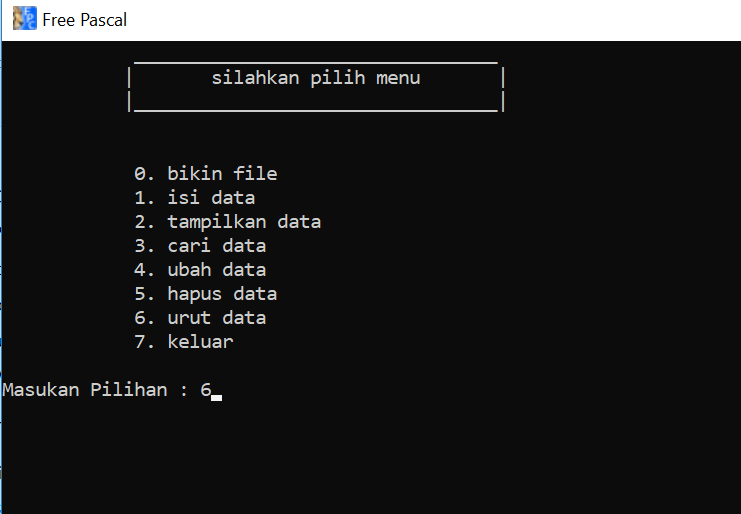 Free Pascal
silahkan pilih menu
0. bikin file
1. isi data
2. tampilkan data
3. cari data
4. ubah data
5. hapus data
6. urut data
7. keluar
Masukan Pilihan : 6